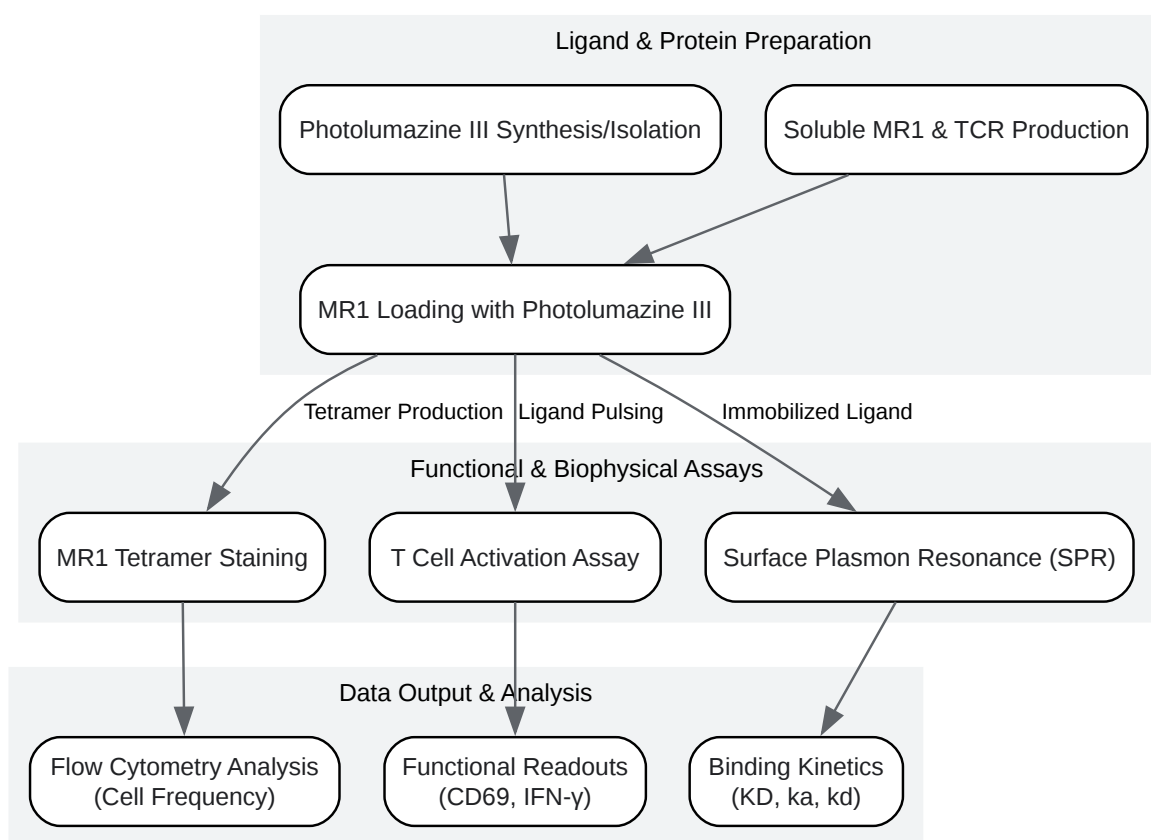 Ligand & Protein Preparation
Photolumazine III Synthesis/Isolation
Soluble MR1 & TCR Production
MR1 Loading with Photolumazine III
Tetramer Production
Ligand Pulsing
Immobilized Ligand
Functional & Biophysical Assays
MR1 Tetramer Staining
T Cell Activation Assay
Surface Plasmon Resonance (SPR)
Data Output & Analysis
Flow Cytometry Analysis
(Cell Frequency)
Functional Readouts
(CD69, IFN-γ)
Binding Kinetics
(KD, ka, kd)